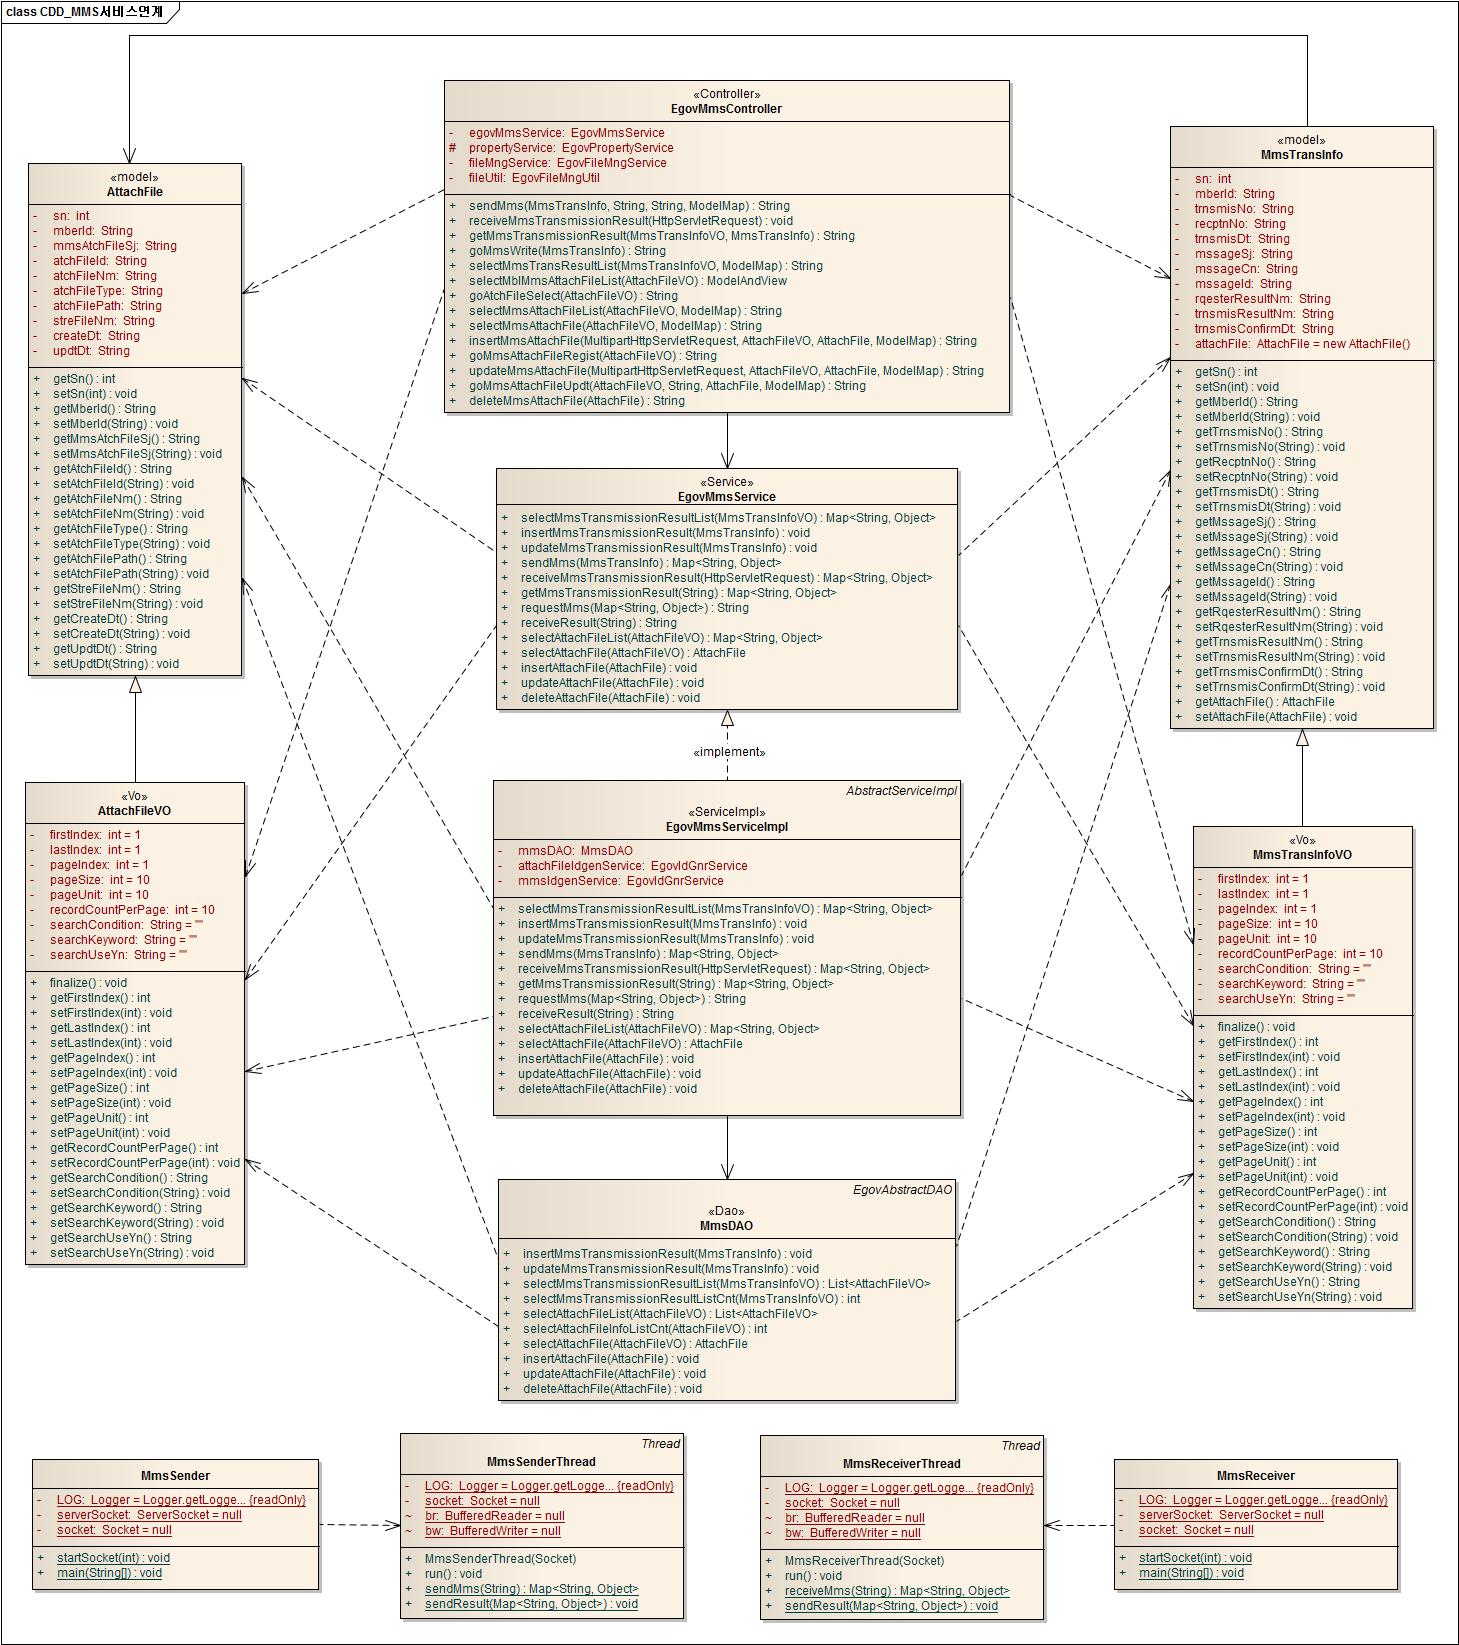 class CDD_MMS서비스연계
«Controller»
EgovMmsController
- egovMmsService: EgovMmsService
# propertyService: EgovPropertyService
- fileMngService: EgovFileMngService
- fileUtil: EgovFileMngUtil
+ sendMms(MmsTransInfo, String, String, ModelMap) : String
+ receiveMmsTransmissionResult(HttpServletRequest) : void
+ getMmsTransmissionResult(MmsTransInfoVO, MmsTransInfo) : String
+ goMmsWrite(MmsTransInfo) : String
+ selectMmsTransResultList(MmsTransInfoVO, ModelMap) : String
+ selectMblMmsAttachFileList(AttachFileVO) : ModelAndView
+ goAtchFileSelect(AttachFileVO) : String
+ selectMmsAttachFileList(AttachFileVO, ModelMap) : String
+ selectMmsAttachFile(AttachFileVO, ModelMap) : String
+ insertMmsAttachFile(MultipartHttpServletRequest, AttachFileVO, AttachFile, ModelMap) : String
+ goMmsAttachFileRegist(AttachFileVO) : String
+ updateMmsAttachFile(MultipartHttpServletRequest, AttachFileVO, AttachFile, ModelMap) : String
+ goMmsAttachFileUpdt(AttachFileVO, String, AttachFile, ModelMap) : String
+ deleteMmsAttachFile(AttachFile) : String
«model»
AttachFile
- sn: int
- mberId: String
- mmsAtchFileSj: String
- atchFileId: String
- atchFileNm: String
- atchFileType: String
- atchFilePath: String
- streFileNm: String
- createDt: String
- updtDt: String
+ getSn() : int
+ setSn(int) : void
+ getMberId() : String
+ setMberId(String) : void
+ getMmsAtchFileSj() : String
+ setMmsAtchFileSj(String) : void
+ getAtchFileId() : String
+ setAtchFileId(String) : void
+ getAtchFileNm() : String
+ setAtchFileNm(String) : void
+ getAtchFileType() : String
+ setAtchFileType(String) : void
+ getAtchFilePath() : String
+ setAtchFilePath(String) : void
+ getStreFileNm() : String
+ setStreFileNm(String) : void
+ getCreateDt() : String
+ setCreateDt(String) : void
+ getUpdtDt() : String
+ setUpdtDt(String) : void
«model»
MmsTransInfo
- sn: int
- mberId: String
- trnsmisNo: String
- recptnNo: String
- trnsmisDt: String
- mssageSj: String
- mssageCn: String
- mssageId: String
- rqesterResultNm: String
- trnsmisResultNm: String
- trnsmisConfirmDt: String
- attachFile: AttachFile = new AttachFile()
+ getSn() : int
+ setSn(int) : void
+ getMberId() : String
+ setMberId(String) : void
+ getTrnsmisNo() : String
+ setTrnsmisNo(String) : void
+ getRecptnNo() : String
+ setRecptnNo(String) : void
+ getTrnsmisDt() : String
+ setTrnsmisDt(String) : void
+ getMssageSj() : String
+ setMssageSj(String) : void
+ getMssageCn() : String
+ setMssageCn(String) : void
+ getMssageId() : String
+ setMssageId(String) : void
+ getRqesterResultNm() : String
+ setRqesterResultNm(String) : void
+ getTrnsmisResultNm() : String
+ setTrnsmisResultNm(String) : void
+ getTrnsmisConfirmDt() : String
+ setTrnsmisConfirmDt(String) : void
+ getAttachFile() : AttachFile
+ setAttachFile(AttachFile) : void
«Service»
EgovMmsService
+ selectMmsTransmissionResultList(MmsTransInfoVO) : Map<String, Object>
+ insertMmsTransmissionResult(MmsTransInfo) : void
+ updateMmsTransmissionResult(MmsTransInfo) : void
+ sendMms(MmsTransInfo) : Map<String, Object>
+ receiveMmsTransmissionResult(HttpServletRequest) : Map<String, Object>
+ getMmsTransmissionResult(String) : Map<String, Object>
+ requestMms(Map<String, Object>) : String
+ receiveResult(String) : String
+ selectAttachFileList(AttachFileVO) : Map<String, Object>
+ selectAttachFile(AttachFileVO) : AttachFile
+ insertAttachFile(AttachFile) : void
+ updateAttachFile(AttachFile) : void
+ deleteAttachFile(AttachFile) : void
«implement»
«Vo»
AttachFileVO
- firstIndex: int = 1
- lastIndex: int = 1
- pageIndex: int = 1
- pageSize: int = 10
- pageUnit: int = 10
- recordCountPerPage: int = 10
- searchCondition: String = ""
- searchKeyword: String = ""
- searchUseYn: String = ""
+ finalize() : void
+ getFirstIndex() : int
+ setFirstIndex(int) : void
+ getLastIndex() : int
+ setLastIndex(int) : void
+ getPageIndex() : int
+ setPageIndex(int) : void
+ getPageSize() : int
+ setPageSize(int) : void
+ getPageUnit() : int
+ setPageUnit(int) : void
+ getRecordCountPerPage() : int
+ setRecordCountPerPage(int) : void
+ getSearchCondition() : String
+ setSearchCondition(String) : void
+ getSearchKeyword() : String
+ setSearchKeyword(String) : void
+ getSearchUseYn() : String
+ setSearchUseYn(String) : void
AbstractServiceImpl
«ServiceImpl»
EgovMmsServiceImpl
- mmsDAO: MmsDAO
- attachFileIdgenService: EgovIdGnrService
- mmsIdgenService: EgovIdGnrService
+ selectMmsTransmissionResultList(MmsTransInfoVO) : Map<String, Object>
+ insertMmsTransmissionResult(MmsTransInfo) : void
+ updateMmsTransmissionResult(MmsTransInfo) : void
+ sendMms(MmsTransInfo) : Map<String, Object>
+ receiveMmsTransmissionResult(HttpServletRequest) : Map<String, Object>
+ getMmsTransmissionResult(String) : Map<String, Object>
+ requestMms(Map<String, Object>) : String
+ receiveResult(String) : String
+ selectAttachFileList(AttachFileVO) : Map<String, Object>
+ selectAttachFile(AttachFileVO) : AttachFile
+ insertAttachFile(AttachFile) : void
+ updateAttachFile(AttachFile) : void
+ deleteAttachFile(AttachFile) : void
«Vo»
MmsTransInfoVO
- firstIndex: int = 1
- lastIndex: int = 1
- pageIndex: int = 1
- pageSize: int = 10
- pageUnit: int = 10
- recordCountPerPage: int = 10
- searchCondition: String = ""
- searchKeyword: String = ""
- searchUseYn: String = ""
+ finalize() : void
+ getFirstIndex() : int
+ setFirstIndex(int) : void
+ getLastIndex() : int
+ setLastIndex(int) : void
+ getPageIndex() : int
+ setPageIndex(int) : void
+ getPageSize() : int
+ setPageSize(int) : void
+ getPageUnit() : int
+ setPageUnit(int) : void
+ getRecordCountPerPage() : int
+ setRecordCountPerPage(int) : void
+ getSearchCondition() : String
+ setSearchCondition(String) : void
+ getSearchKeyword() : String
+ setSearchKeyword(String) : void
+ getSearchUseYn() : String
+ setSearchUseYn(String) : void
EgovAbstractDAO
«Dao»
MmsDAO
+ insertMmsTransmissionResult(MmsTransInfo) : void
+ updateMmsTransmissionResult(MmsTransInfo) : void
+ selectMmsTransmissionResultList(MmsTransInfoVO) : List<AttachFileVO>
+ selectMmsTransmissionResultListCnt(MmsTransInfoVO) : int
+ selectAttachFileList(AttachFileVO) : List<AttachFileVO>
+ selectAttachFileInfoListCnt(AttachFileVO) : int
+ selectAttachFile(AttachFileVO) : AttachFile
+ insertAttachFile(AttachFile) : void
+ updateAttachFile(AttachFile) : void
+ deleteAttachFile(AttachFile) : void
MmsSender
- LOG: Logger = Logger.getLogge... {readOnly}
- serverSocket: ServerSocket = null
- socket: Socket = null
+ startSocket(int) : void
+ main(String[]) : void
Thread
MmsSenderThread
- LOG: Logger = Logger.getLogge... {readOnly}
- socket: Socket = null
~ br: BufferedReader = null
~ bw: BufferedWriter = null
+ MmsSenderThread(Socket)
+ run() : void
+ sendMms(String) : Map<String, Object>
+ sendResult(Map<String, Object>) : void
Thread
MmsReceiverThread
- LOG: Logger = Logger.getLogge... {readOnly}
- socket: Socket = null
~ br: BufferedReader = null
~ bw: BufferedWriter = null
+ MmsReceiverThread(Socket)
+ run() : void
+ receiveMms(String) : Map<String, Object>
+ sendResult(Map<String, Object>) : void
MmsReceiver
- LOG: Logger = Logger.getLogge... {readOnly}
- serverSocket: ServerSocket = null
- socket: Socket = null
+ startSocket(int) : void
+ main(String[]) : void